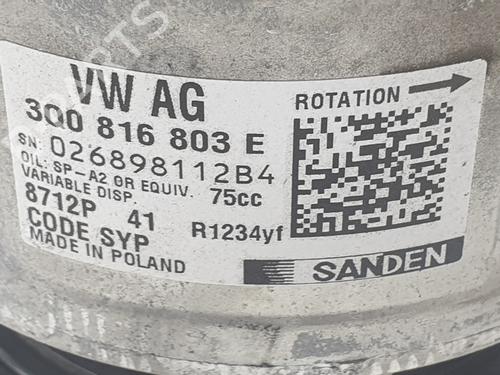 VW AG
ROTATION
3Q0 816 803 E
SN: 026898112B4
OIL: SP-A2 OR EQUIV. 75cc
VARIABLE DISP.
8712P 41
CODE SYP R1234yf
MADE IN POLAND
SANDEN
PARTS